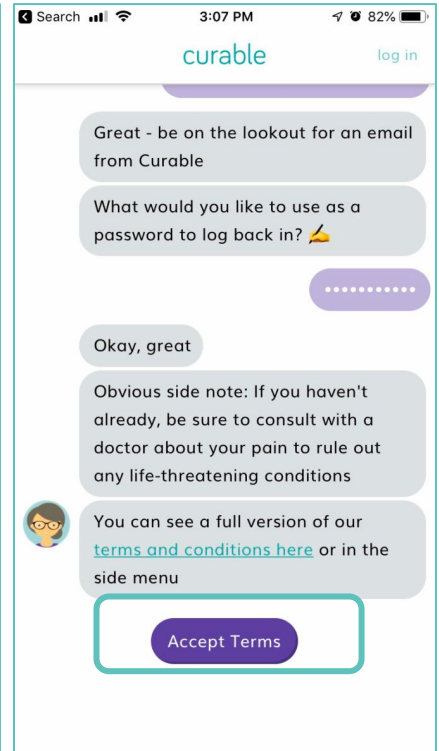 Search 3:07 PM 82%
curable log in
Great - be on the lookout for an email
from Curable
What would you like to use as a
password to log back in? ✍️
•••••••••••
Okay, great
Obvious side note: If you haven't
already, be sure to consult with a
doctor about your pain to rule out
any life-threatening conditions
You can see a full version of our
terms and conditions here or in the
side menu
Accept Terms